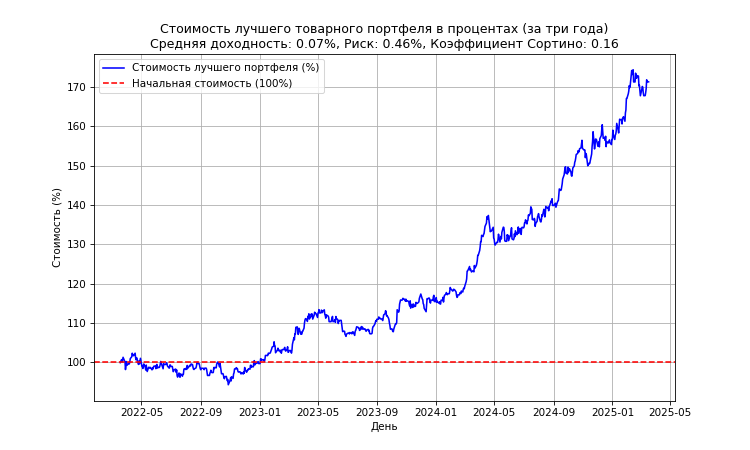 Стоимость лучшего товарного портфеля в процентах (за три года)
Средняя доходность: 0.07%, Риск: 0.46%, Коэффициент Сортино: 0.16
Стоимость лучшего портфеля (%)
Начальная стоимость (100%)
Стоимость (%)
170
160
150
140
130
120
110
100
2022-05 2022-09 2023-01 2023-05 2023-09 2024-01 2024-05 2024-09 2025-01 2025-05
День